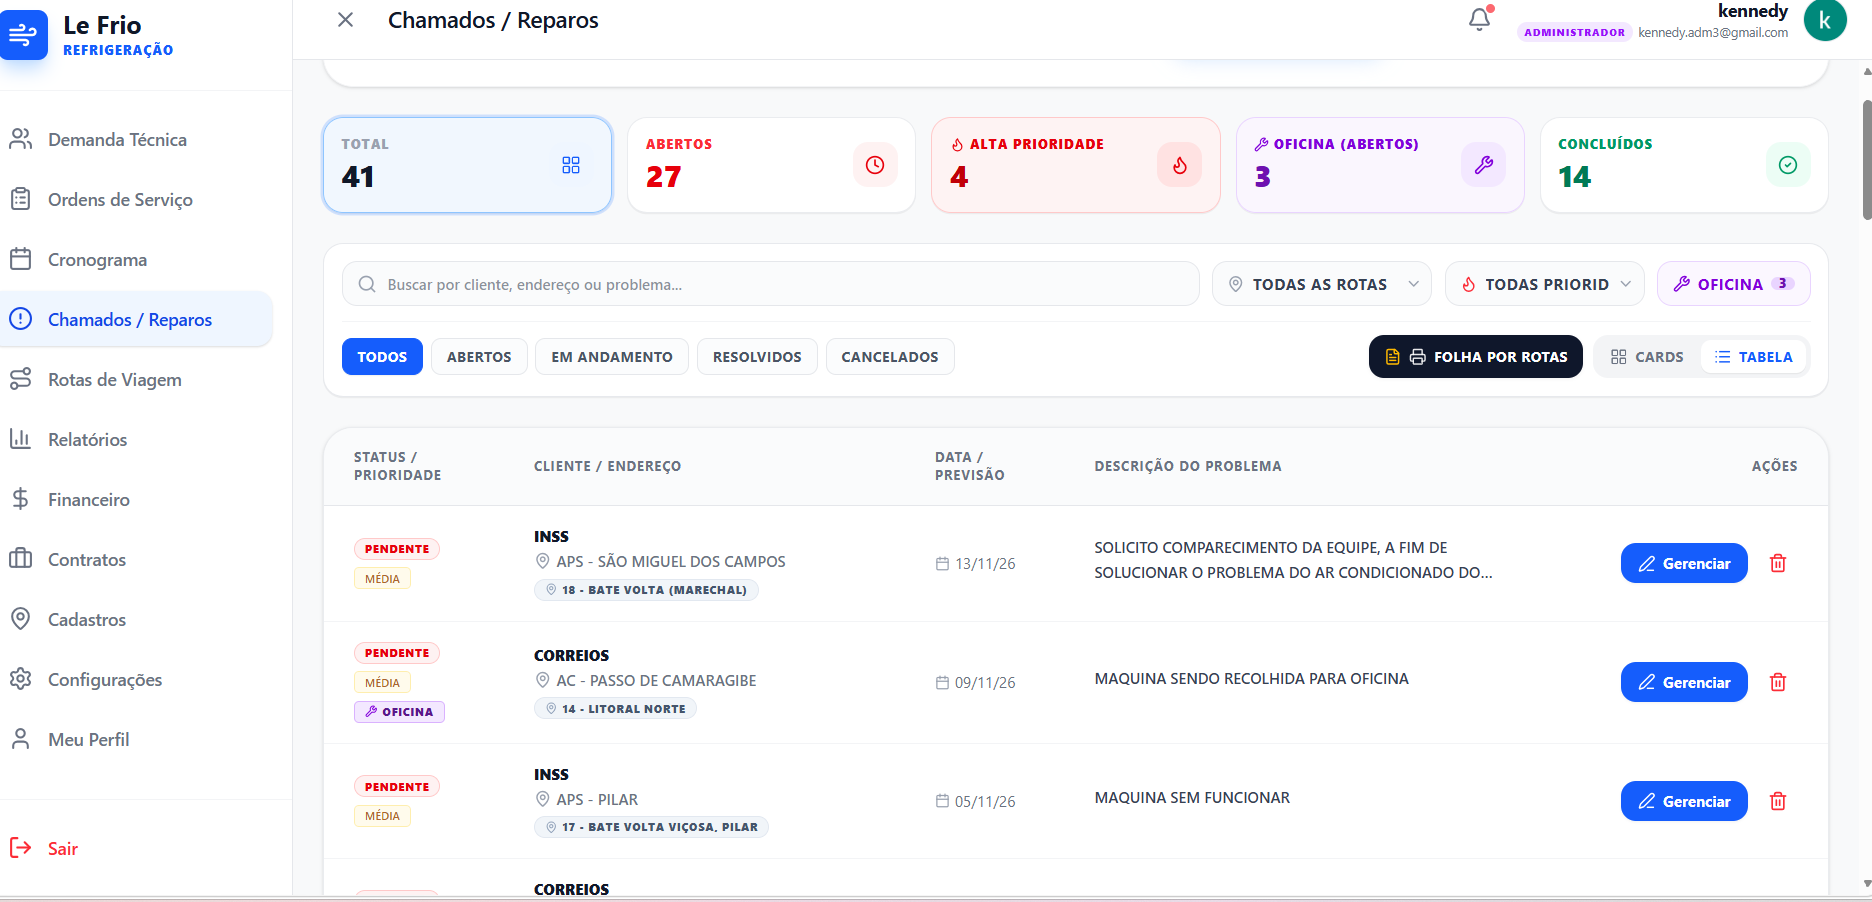 Le Frio
REFRIGERAÇÃO
Demanda Técnica
Ordens de Serviço
Cronograma
Chamados / Reparos
Rotas de Viagem
Relatórios
Financeiro
Contratos
Cadastros
Configurações
Meu Perfil
Sair
Chamados / Reparos
kennedy
ADMINISTRADOR kennedy.adm3@gmail.com
k
TOTAL
41
ABERTOS
27
ALTA PRIORIDADE
4
OFICINA (ABERTOS)
3
CONCLUÍDOS
14
Buscar por cliente, endereço ou problema...
TODAS AS ROTAS
TODAS PRIORID
OFICINA 3
TODOS
ABERTOS
EM ANDAMENTO
RESOLVIDOS
CANCELADOS
FOLHA POR ROTAS
CARDS
TABELA
STATUS /
PRIORIDADE
CLIENTE / ENDEREÇO
DATA /
PREVISÃO
DESCRIÇÃO DO PROBLEMA
AÇÕES
PENDENTE
MÉDIA
INSS
APS - SÃO MIGUEL DOS CAMPOS
18 - BATE VOLTA (MARECHAL)
13/11/26
SOLICITO COMPARECIMENTO DA EQUIPE, A FIM DE
SOLUCIONAR O PROBLEMA DO AR CONDICIONADO DO...
Gerenciar
PENDENTE
MÉDIA
OFICINA
CORREIOS
AC - PASSO DE CAMARAGIBE
14 - LITORAL NORTE
09/11/26
MAQUINA SENDO RECOLHIDA PARA OFICINA
Gerenciar
PENDENTE
MÉDIA
INSS
APS - PILAR
17 - BATE VOLTA VIÇOSA, PILAR
05/11/26
MAQUINA SEM FUNCIONAR
Gerenciar
CORREIOS